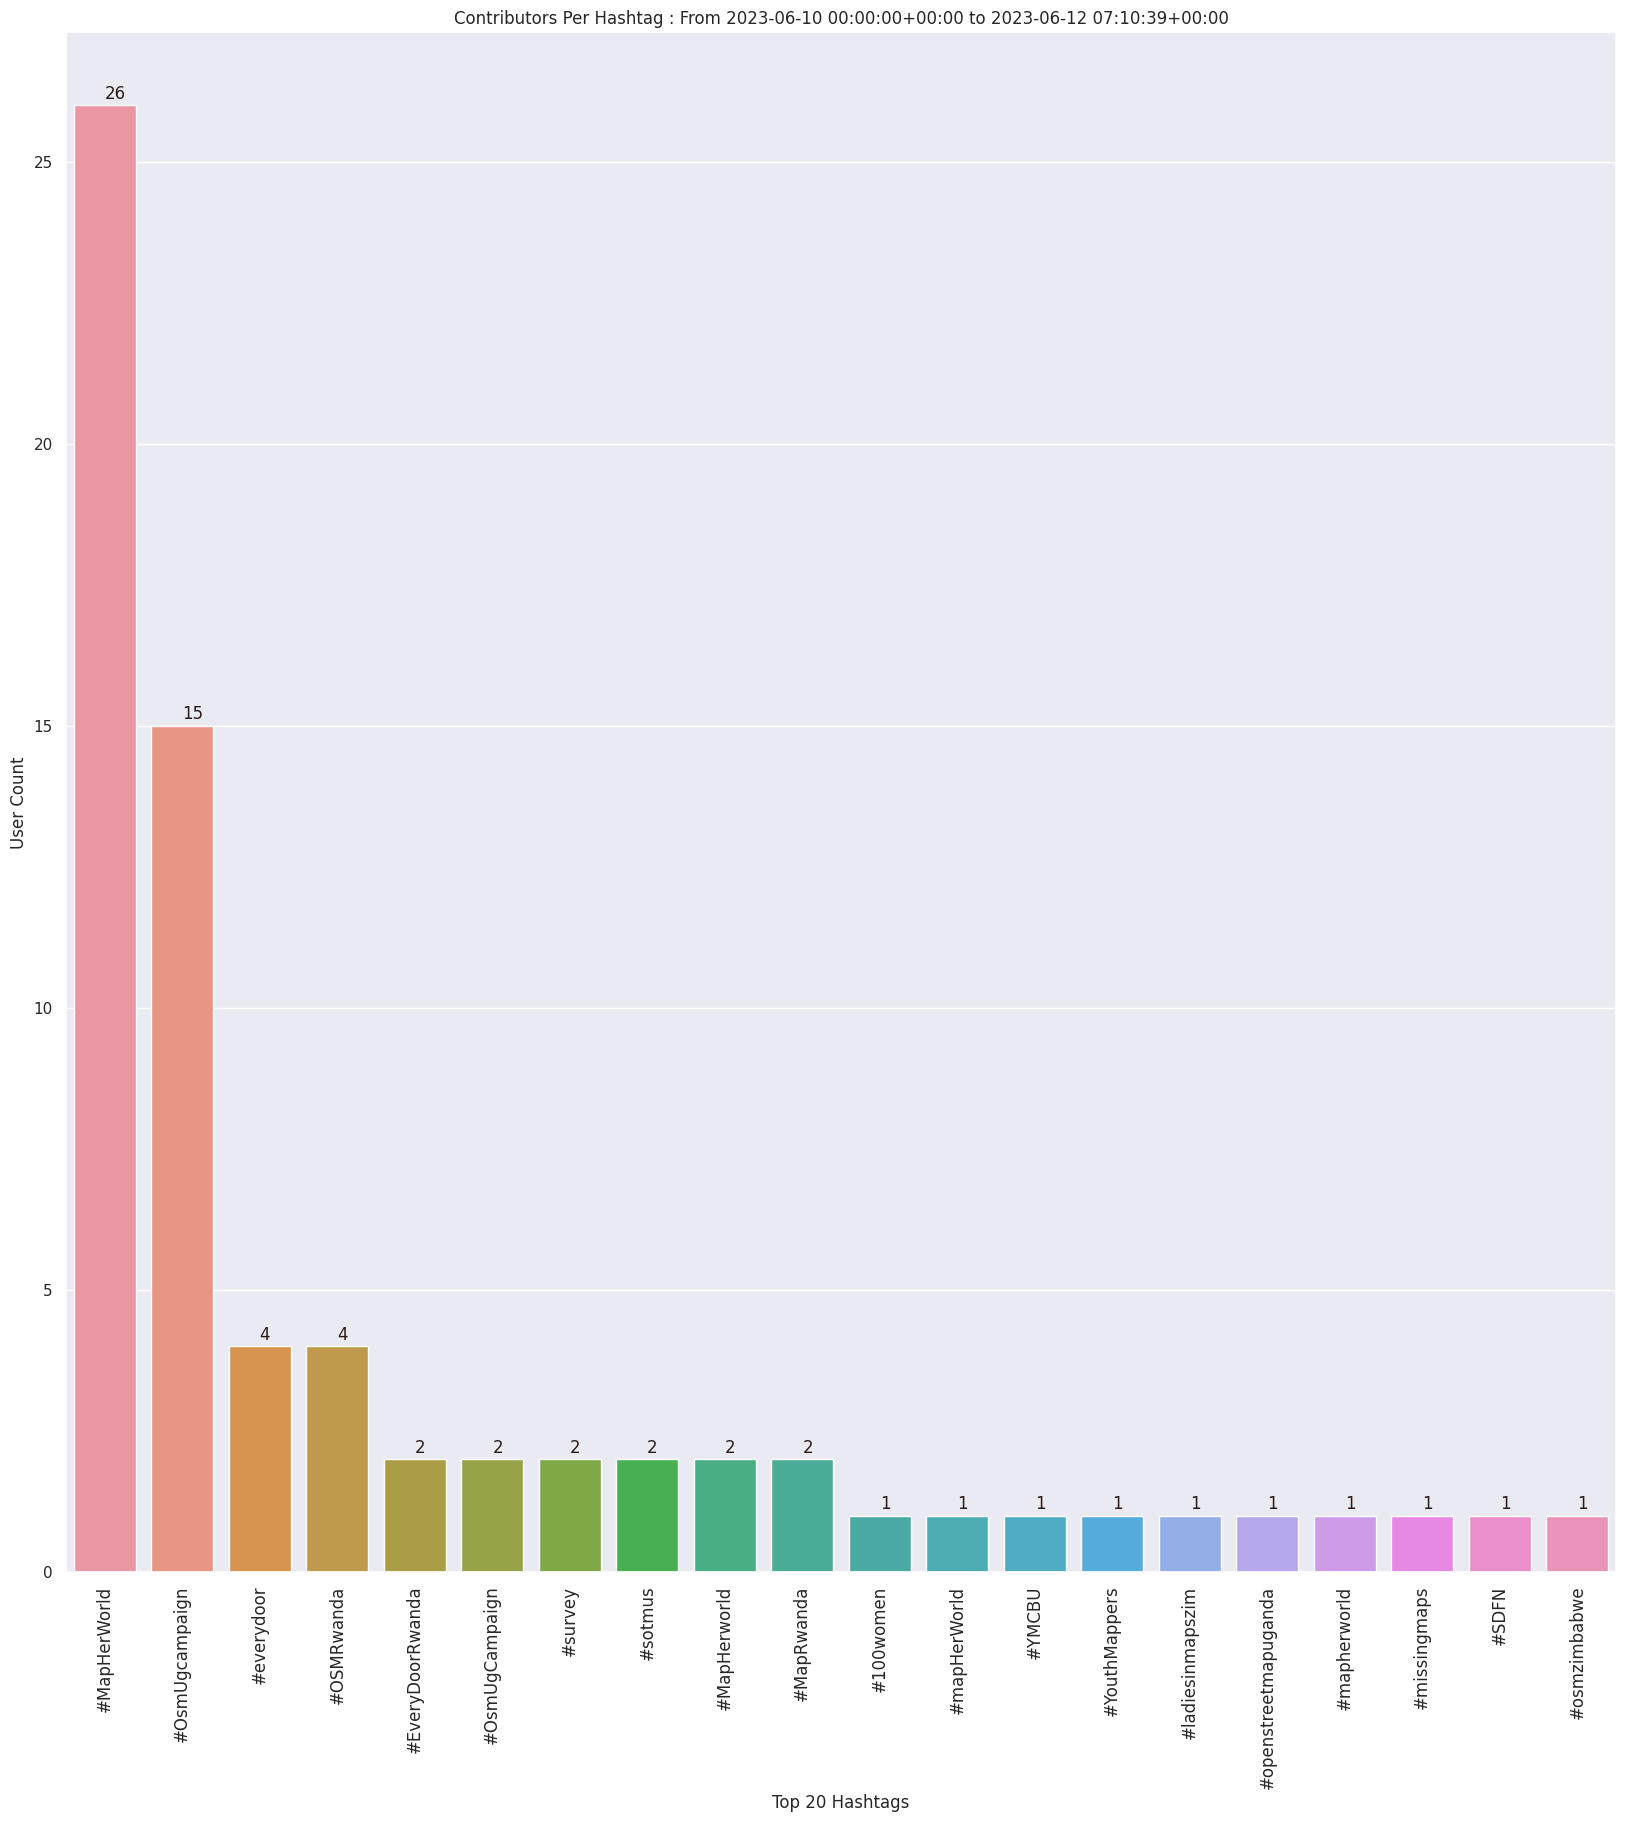 Contributors Per Hashtag : From 2023-06-10 00:00:00+00:00 to 2023-06-12 07:10:39+00:00
User Count
25
20
15
10
5
0
26
15
4
4
2
2
2
2
2
2
1
1
1
1
1
1
1
1
1
1
#MapHerWorld
#OsmUgcampaign
#everydoor
#OSMRwanda
#EveryDoorRwanda
#OsmUgCampaign
#survey
#sotmus
#MapHerworld
#MapRwanda
#100women
#mapHerWorld
#YMCBU
#YouthMappers
#ladiesinmapszim
#openstreetmapuganda
#mapherworld
#missingmaps
#SDFN
#osmzimbabwe
Top 20 Hashtags